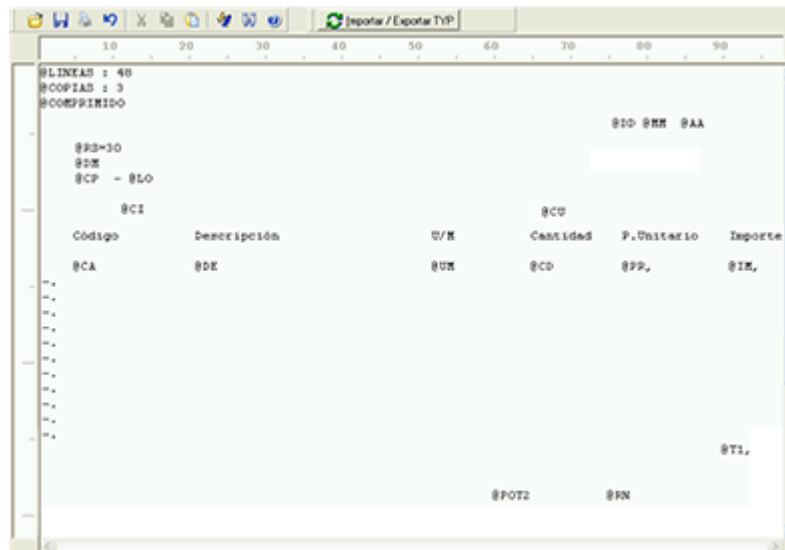 Importar / Exportar TYP
10 20 30 40 50 60 70 80 90
@LINEAS : 48
@COPIAS : 3
@COMPRIMIDO
@DD @MM @AA
@RS=30
@DM
@CP - @LO
@CI @CU
Código Descripción U/M Cantidad P.Unitario Importe
@CA @DE @UM @CD @PR, @IM,
-.
-.
-.
-.
-.
-.
-.
-.
-.
-.
-.
@T1,
@POT2 @RN